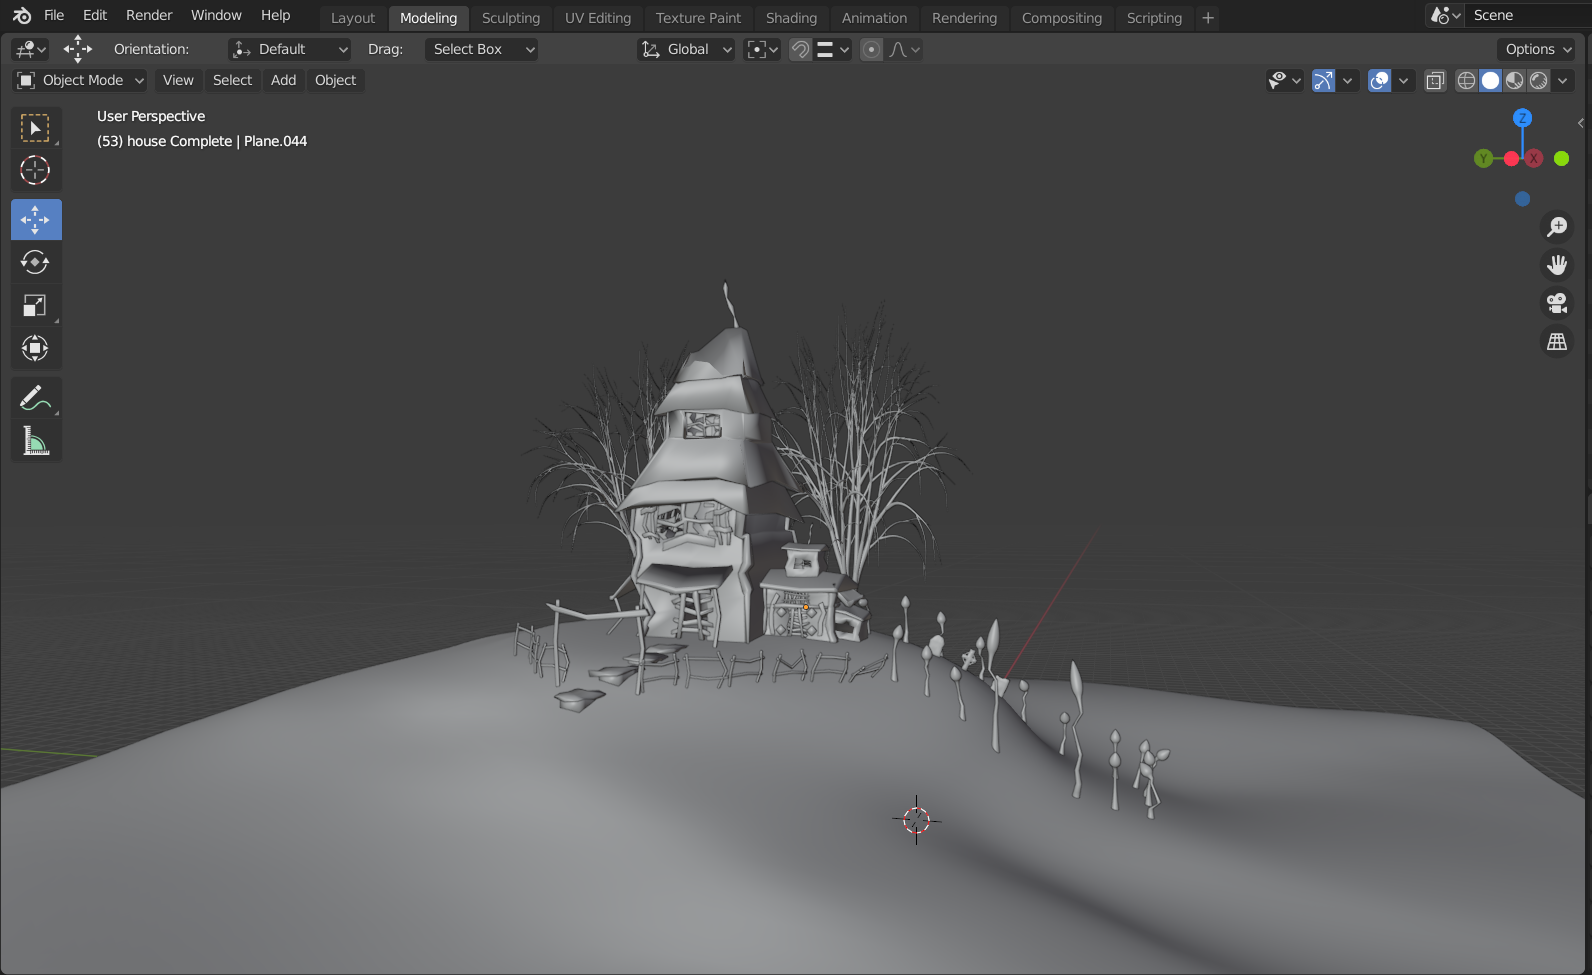 File Edit Render Window Help Layout Modeling Sculpting UV Editing Texture Paint Shading Animation Rendering Compositing Scripting + Scene
Orientation: Default Drag: Select Box Global Options
Object Mode View Select Add Object
User Perspective
(53) house Complete | Plane.044
Z
Y X